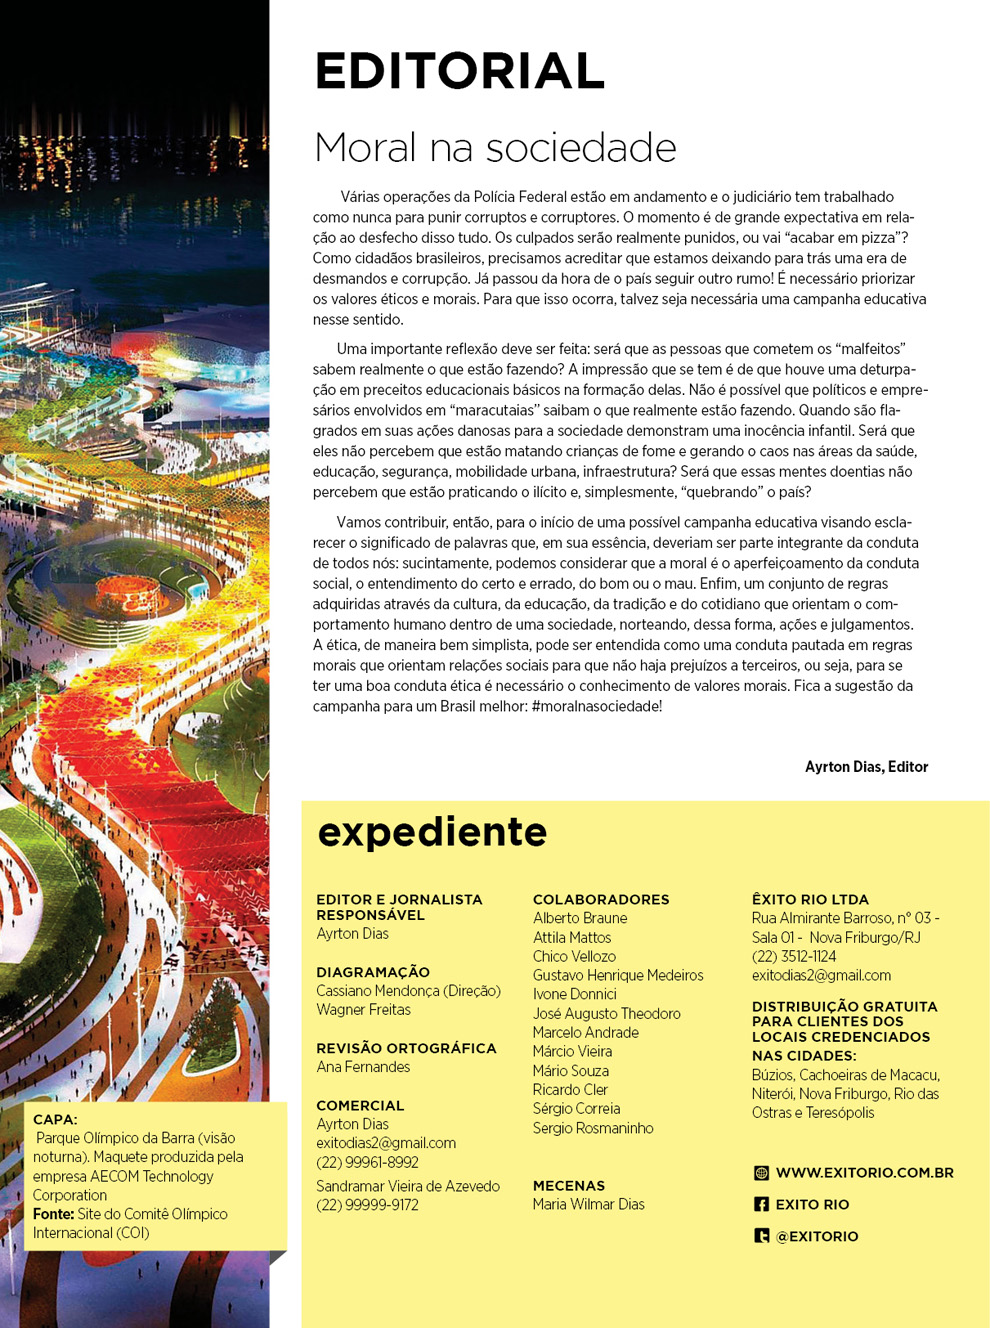 EDITORIAL
Moral na sociedade
Várias operações da Polícia Federal estão em andamento e o judiciário tem trabalhado
como nunca para punir corruptos e corruptores. O momento é de grande expectativa em rela-
ção ao desfecho disso tudo. Os culpados serão realmente punidos, ou vai “acabar em pizza”?
Como cidadãos brasileiros, precisamos acreditar que estamos deixando para trás uma era de
desmandos e corrupção. Já passou da hora de o país seguir outro rumo! É necessário priorizar
os valores éticos e morais. Para que isso ocorra, talvez seja necessária uma campanha educativa
nesse sentido.
Uma importante reflexão deve ser feita: será que as pessoas que cometem os “malfeitos”
sabem realmente o que estão fazendo? A impressão que se tem é de que houve uma deturpa-
ção em preceitos educacionais básicos na formação delas. Não é possível que políticos e empre-
sários envolvidos em “maracutaias” saibam o que realmente estão fazendo. Quando são fla-
grados em suas ações danosas para a sociedade demonstram uma inocência infantil. Será que
eles não percebem que estão matando crianças de fome e gerando o caos nas áreas da saúde,
educação, segurança, mobilidade urbana, infraestrutura? Será que essas mentes doentias não
percebem que estão praticando o ilícito e, simplesmente, “quebrando” o país?
Vamos contribuir, então, para o início de uma possível campanha educativa visando escla-
recer o significado de palavras que, em sua essência, deveriam ser parte integrante da conduta
de todos nós: sucintamente, podemos considerar que a moral é o aperfeiçoamento da conduta
social, o entendimento do certo e errado, do bom ou o mau. Enfim, um conjunto de regras
adquiridas através da cultura, da educação, da tradição e do cotidiano que orientam o com-
portamento humano dentro de uma sociedade, norteando, dessa forma, ações e julgamentos.
A ética, de maneira bem simplista, pode ser entendida como uma conduta pautada em regras
morais que orientam relações sociais para que não haja prejuízos a terceiros, ou seja, para se
ter uma boa conduta ética é necessário o conhecimento de valores morais. Fica a sugestão da
campanha para um Brasil melhor: #moralnasociedade!
Ayrton Dias, Editor
expediente
EDITOR E JORNALISTA
RESPONSÁVEL
Ayrton Dias
DIAGRAMAÇÃO
Cassiano Mendonça (Direção)
Wagner Freitas
REVISÃO ORTOGRÁFICA
Ana Fernandes
COMERCIAL
Ayrton Dias
exitodias2@gmail.com
(22) 99961-8992
Sandramar Vieira de Azevedo
(22) 99999-9172
COLABORADORES
Alberto Braune
Attila Mattos
Chico Vellozo
Gustavo Henrique Medeiros
Ivone Donnici
José Augusto Theodoro
Marcelo Andrade
Márcio Vieira
Mário Souza
Ricardo Cler
Sérgio Correia
Sergio Rosmaninho
MECENAS
Maria Wilmar Dias
ÊXITO RIO LTDA
Rua Almirante Barroso, n° 03 -
Sala 01 - Nova Friburgo/RJ
(22) 3512-1124
exitodias2@gmail.com
DISTRIBUIÇÃO GRATUITA
PARA CLIENTES DOS
LOCAIS CREDENCIADOS
NAS CIDADES:
Búzios, Cachoeiras de Macacu,
Niterói, Nova Friburgo, Rio das
Ostras e Teresópolis
WWW.EXITORIO.COM.BR
EXITO RIO
@EXITORIO
CAPA:
Parque Olímpico da Barra (visão
noturna). Maquete produzida pela
empresa AECOM Technology
Corporation
Fonte: Site do Comitê Olímpico
Internacional (COI)